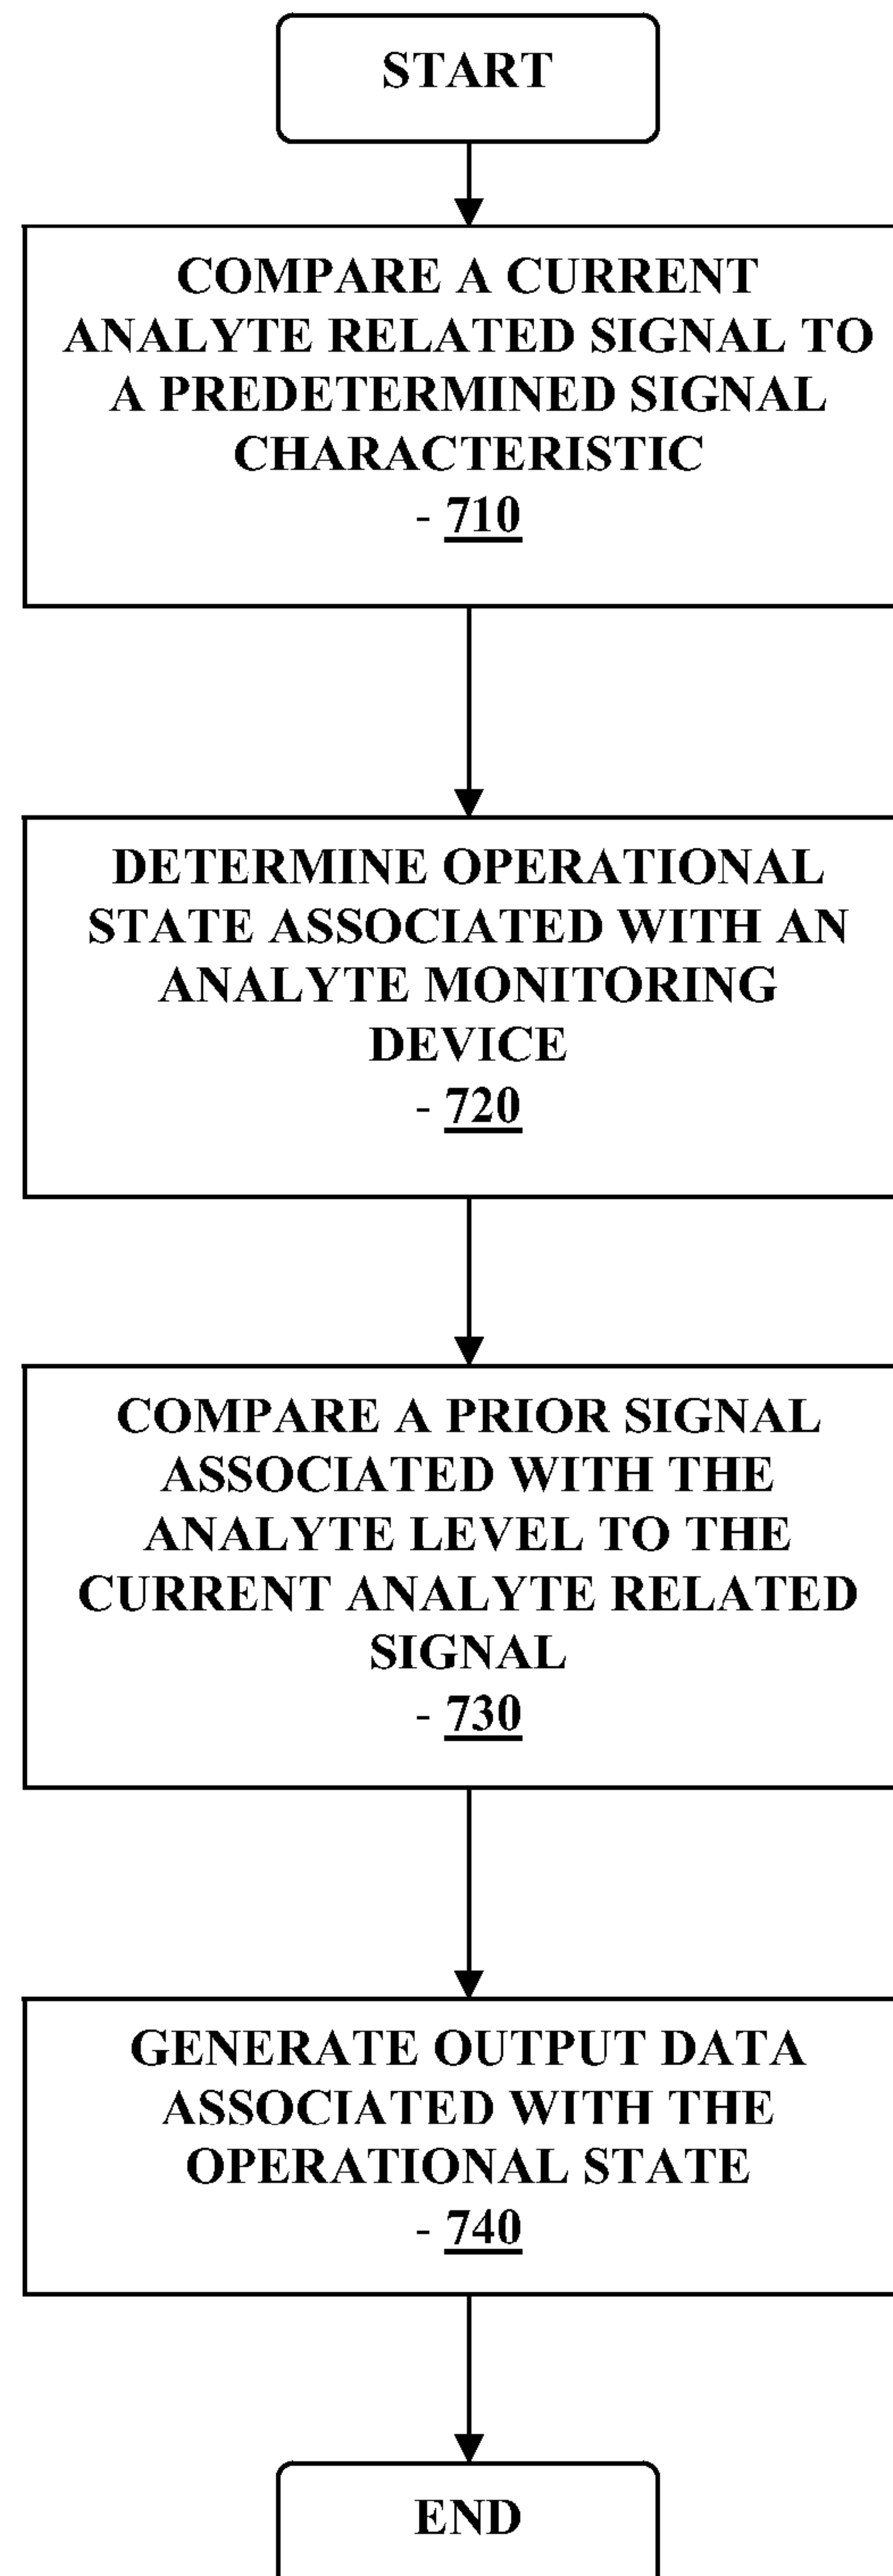 START
COMPARE A CURRENT
ANALYTE RELATED SIGNAL TO
A PREDETERMINED SIGNAL
CHARACTERISTIC
- 710
DETERMINE OPERATIONAL
STATE ASSOCIATED WITH AN
ANALYTE MONITORING
DEVICE
- 720
COMPARE A PRIOR SIGNAL
ASSOCIATED WITH THE
ANALYTE LEVEL TO THE
CURRENT ANALYTE RELATED
SIGNAL
- 730
GENERATE OUTPUT DATA
ASSOCIATED WITH THE
OPERATIONAL STATE
- 740
END